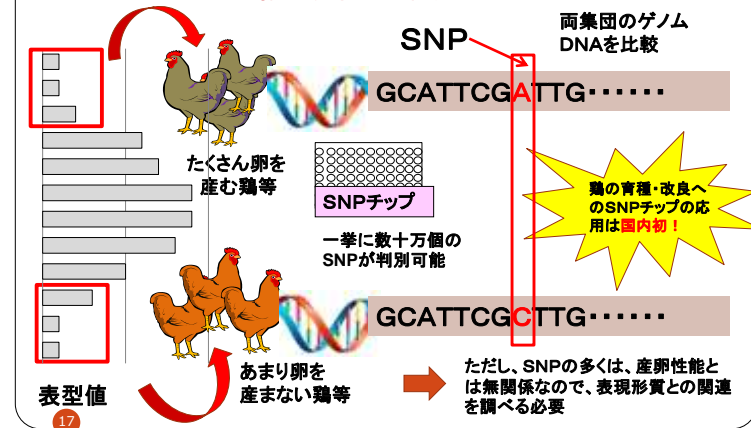 SNP
両集団のゲノム
DNAを比較
GCATTCGATTG・・・・・・
たくさん卵を
産む鶏等
SNPチップ
一挙に数十万個の
SNPが判別可能
鶏の育種・改良へ
のSNPチップの応
用は国内初！
GCATTCGCTTG・・・・・・
あまり卵を
産まない鶏等
ただし、SNPの多くは、産卵性能と
は無関係なので、表現形質との関連
を調べる必要
表型値
17